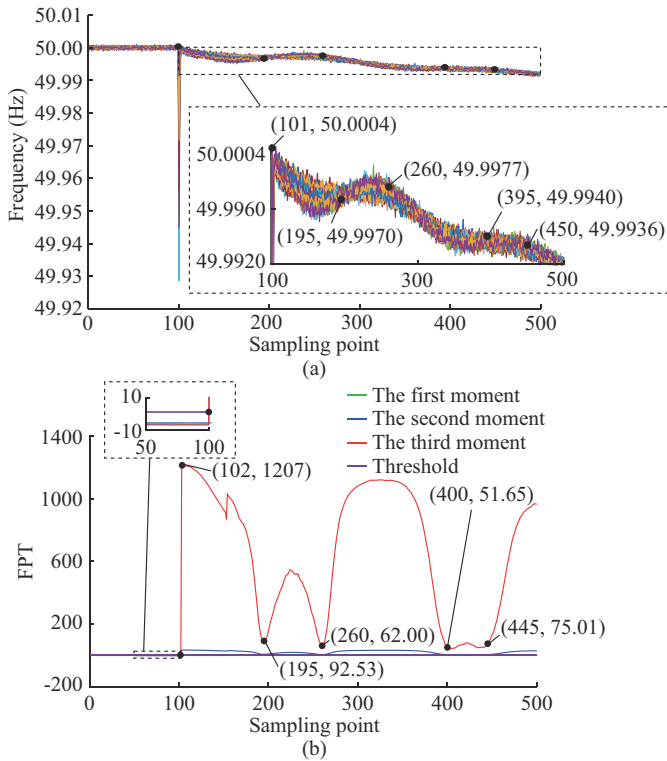 50.01
50.00
49.99
49.98
49.97
49.96
49.95
49.94
49.93
49.92
Frequency (Hz)
(101, 50.0004)
50.0004
(260, 49.9977)
(395, 49.9940)
49.9960
(195, 49.9970)
(450, 49.9936)
49.9920
100 300 500
0 100 200 300 400 500
Sampling point
(a)
10
-10
50 100
The first moment
The second moment
The third moment
Threshold
1400
1000
600
200
-200
FPT
(102, 1207)
(400, 51.65)
(260, 62.00)
(445, 75.01)
(195, 92.53)
0 100 200 300 400 500
Sampling point
(b)